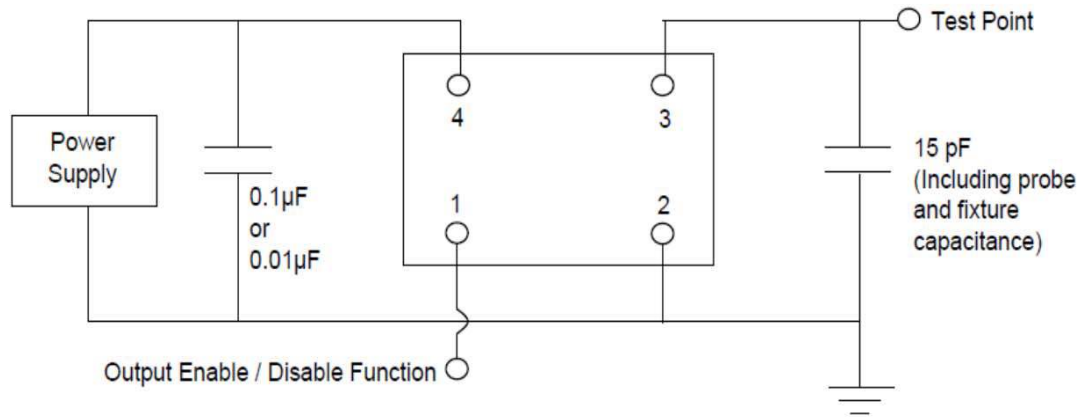 Test Point
4
3
Power
Supply
15 pF
(Including probe
and fixture
capacitance)
0.1µF
or
0.01µF
1
2
Output Enable / Disable Function